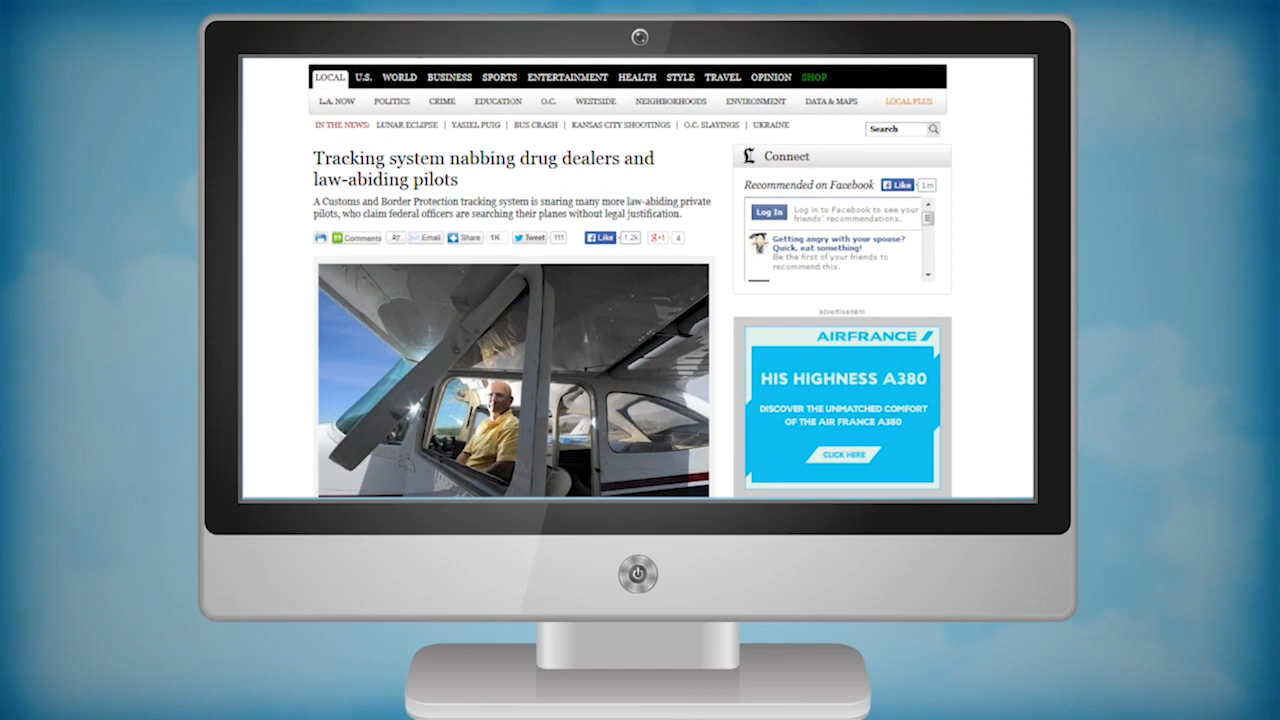 LOCAL U.S. WORLD BUSINESS SPORTS ENTERTAINMENT HEALTH STYLE TRAVEL OPINION SHOP
L.A. NOW POLITICS CRIME EDUCATION O.C. WESTSIDE NEIGHBORHOODS ENVIRONMENT DATA & MAPS LOCAL PLUS
IN THE NEWS: LUNAR ECLIPSE | YASIEL PUIG | BUS CRASH | KANSAS CITY SHOOTINGS | O.C. SLAYINGS | UKRAINE
Search
Tracking system nabbing drug dealers and
law-abiding pilots
A Customs and Border Protection tracking system is snaring many more law-abiding private
pilots, who claim federal officers are searching their planes without legal justification.
Comments 27 Email Share 1K Tweet 111 Like 1.2k g+1 4
L Connect
Recommended on Facebook Like 1m
Log In Log in to Facebook to see your
friends' recommendations.
Getting angry with your spouse?
Quick, eat something!
Be the first of your friends to
recommend this.
advertisement
AIRFRANCE
HIS HIGHNESS A380
DISCOVER THE UNMATCHED COMFORT
OF THE AIR FRANCE A380
CLICK HERE